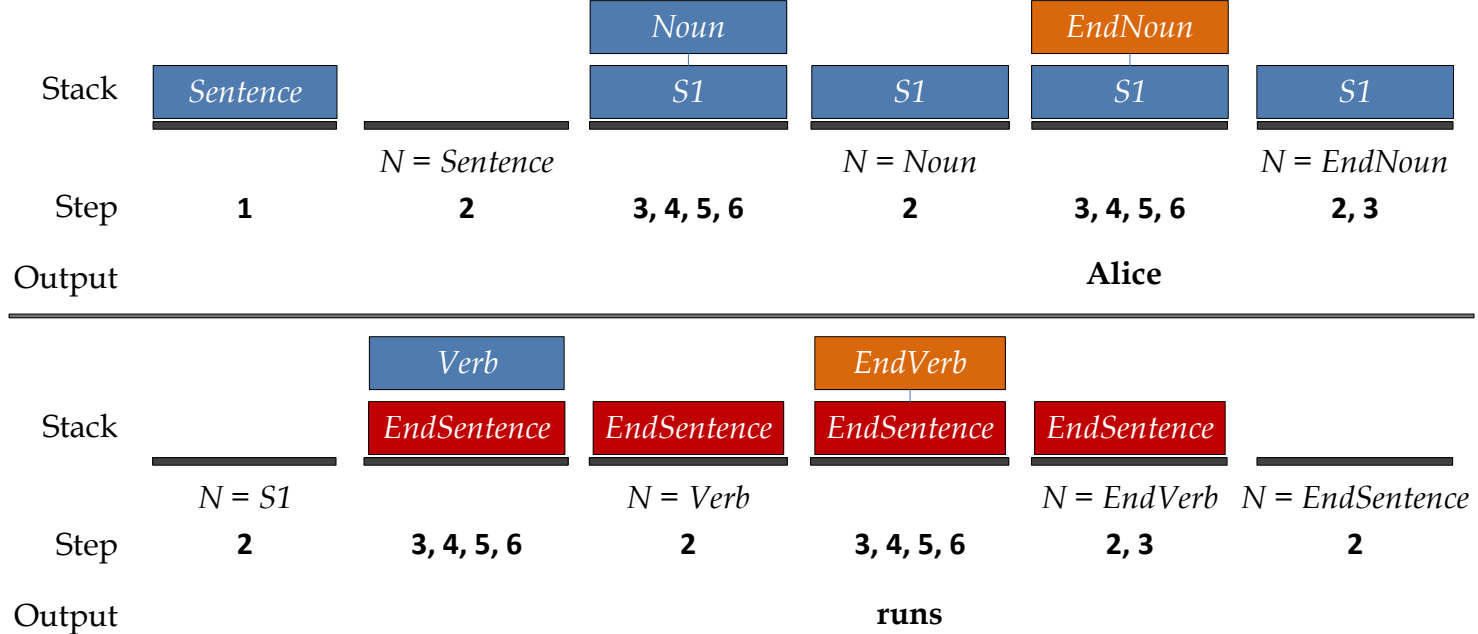 Noun EndNoun
Stack Sentence S1 S1 S1 S1
N = Sentence N = Noun N = EndNoun
Step 1 2 3, 4, 5, 6 2 3, 4, 5, 6 2, 3
Output Alice
Verb EndVerb
Stack EndSentence EndSentence EndSentence EndSentence
N = S1 N = Verb N = EndVerb N = EndSentence
Step 2 3, 4, 5, 6 2 3, 4, 5, 6 2, 3 2
Output runs